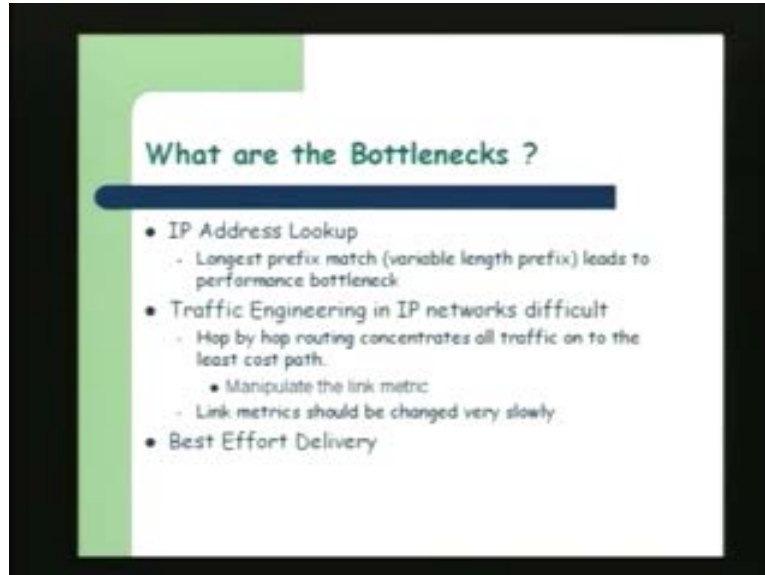 What are the Bottlenecks ?
• IP Address Lookup
- Longest prefix match (variable length prefix) leads to
performance bottleneck
• Traffic Engineering in IP networks difficult
- Hop by hop routing concentrates all traffic on to the
least cost path.
• Manipulate the link metric
- Link metrics should be changed very slowly
• Best Effort Delivery